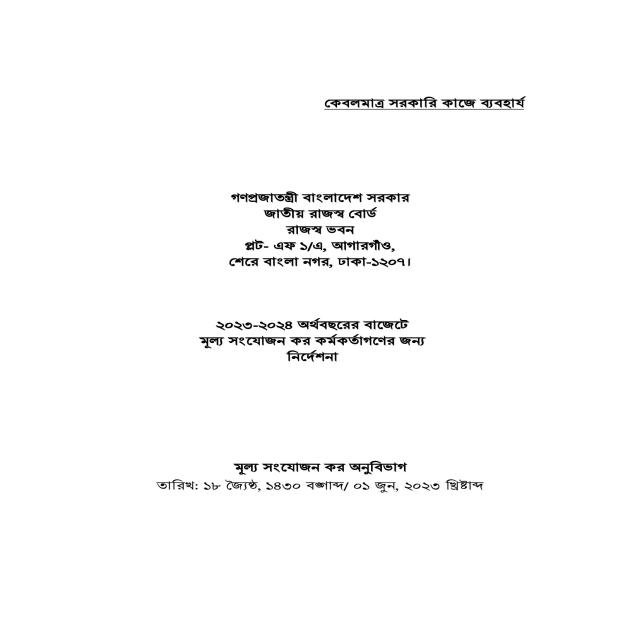 কেবলমাত্র সরকারি কাজে ব্যবহার্য
গণপ্রজাতন্ত্রী বাংলাদেশ সরকার
জাতীয় রাজস্ব বোর্ড
রাজস্ব ভবন
প্লট- এফ ১/এ, আগারগাঁও,
শেরে বাংলা নগর, ঢাকা-১২০৭।
২০২৩-২০২৪ অর্থবছরের বাজেটে
মূল্য সংযোজন কর কর্মকর্তাগণের জন্য
নির্দেশনা
মূল্য সংযোজন কর অনুবিভাগ
তারিখ: ১৮ জ্যৈষ্ঠ, ১৪৩০ বঙ্গাব্দ/ ০১ জুন, ২০২৩ খ্রিষ্টাব্দ